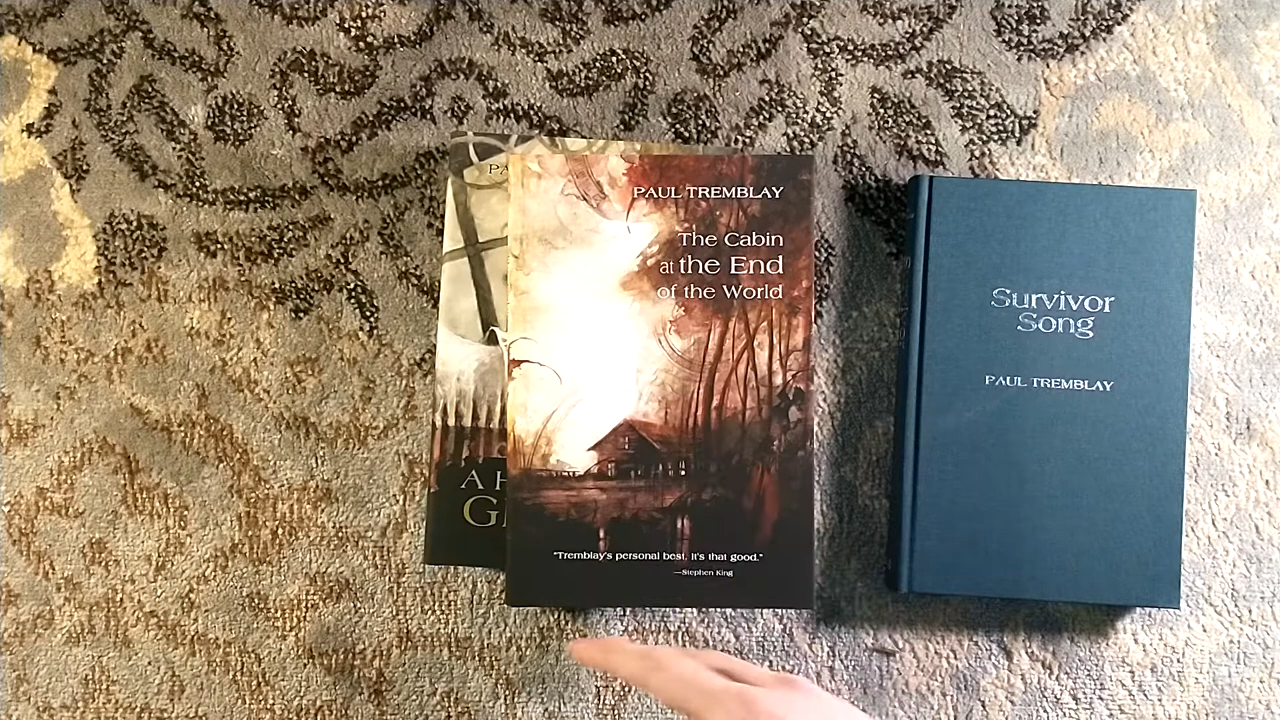 PA
A H
G
PAUL TREMBLAY
The Cabin
at the End
of the World
"Tremblay's personal best. It's that good."
—Stephen King
Survivor
Song
PAUL TREMBLAY